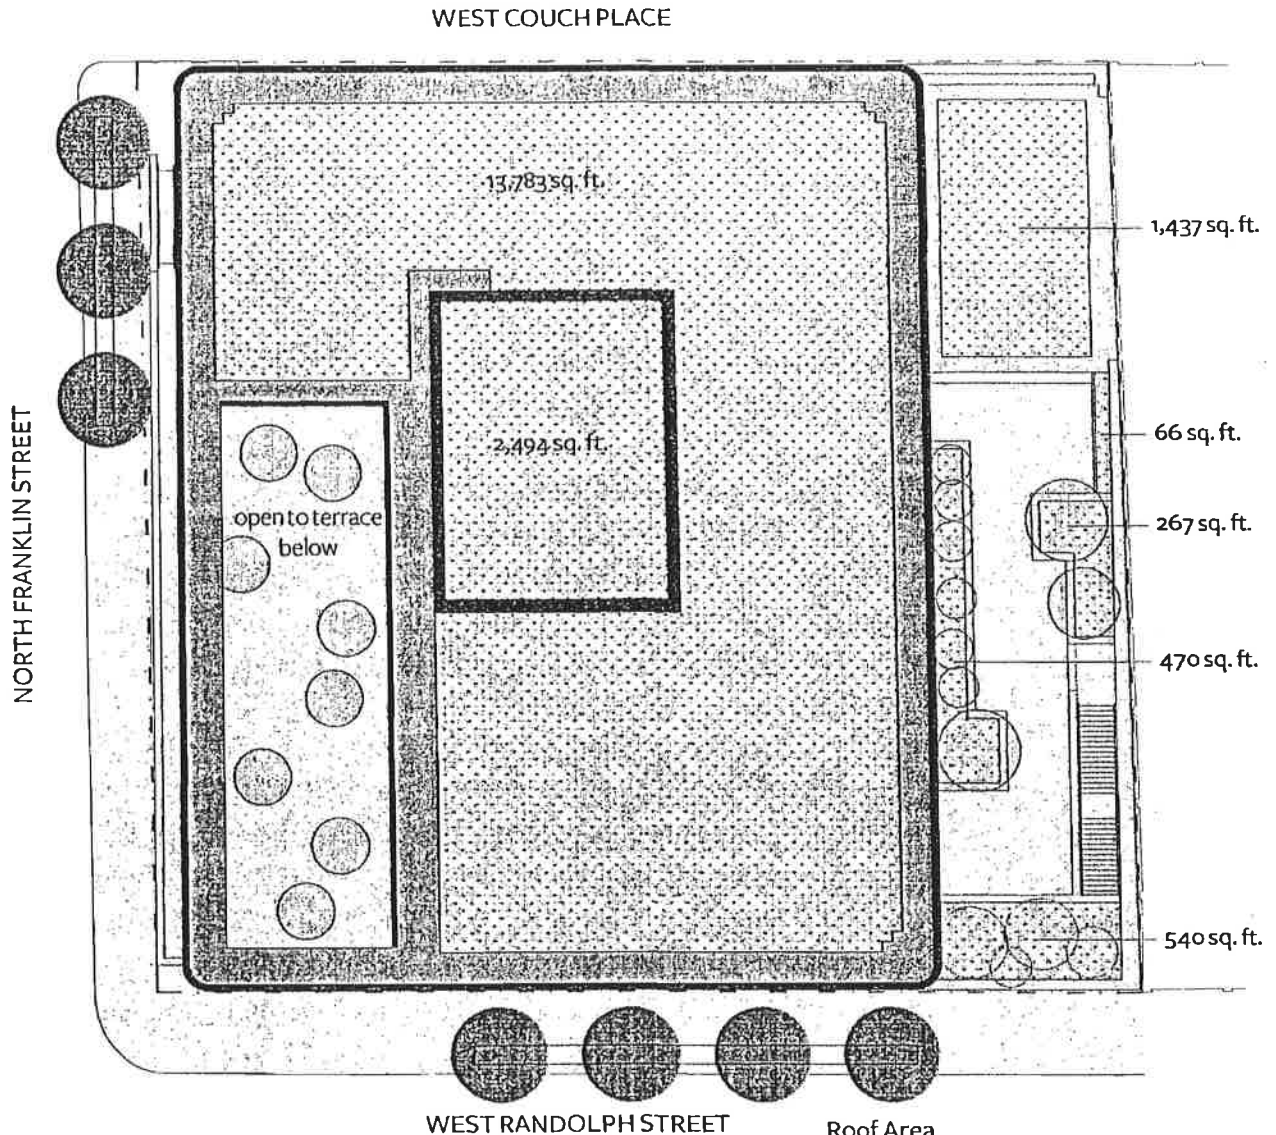 WEST COUCH PLACE
13,783 sq. ft.
1,437 sq. ft.
NORTH FRANKLIN STREET
66 sq. ft.
2,494 sq. ft.
open to terrace
below
267 sq. ft.
470 sq. ft.
540 sq. ft.
WEST RANDOLPH STREET
Roof Area